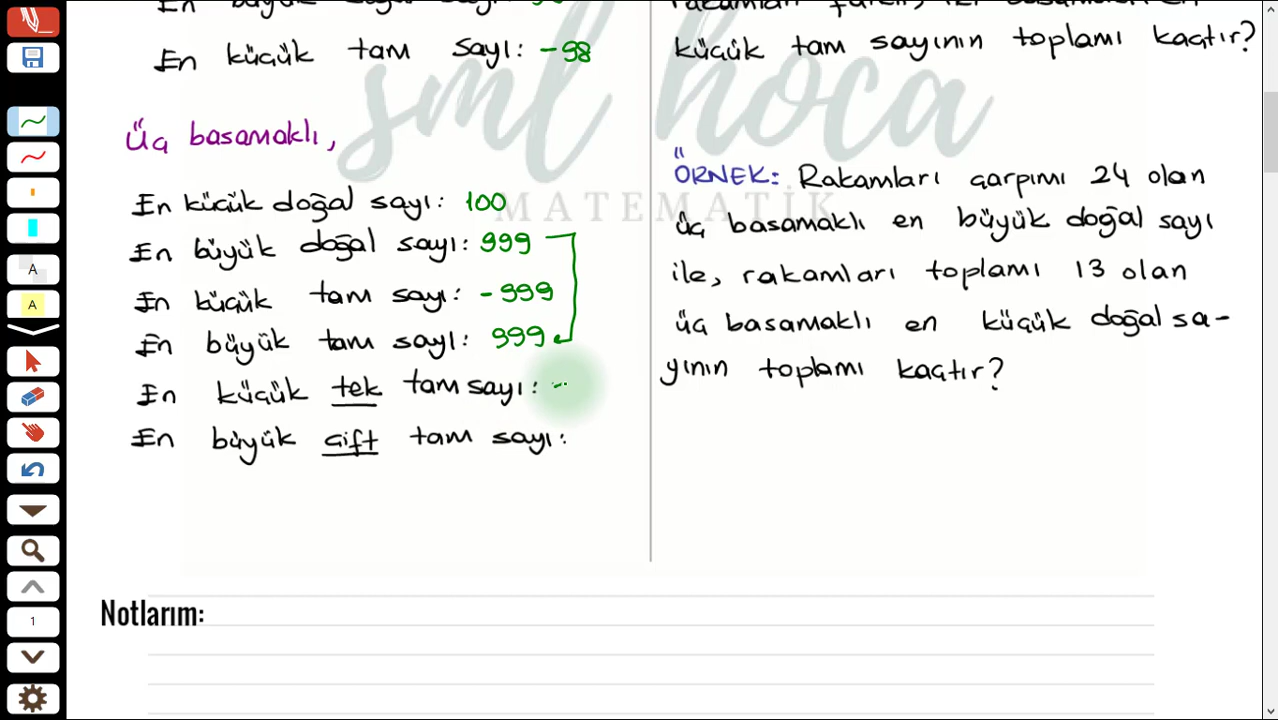 En küçük tam sayı: -98
küçük tam sayının toplamı kaçtır?
Üç basamaklı,
En küçük doğal sayı: 100
En büyük doğal sayı: 999
En küçük tam sayı: -999
En büyük tam sayı: 999
En küçük tek tam sayı: -
En büyük çift tam sayı:
ÖRNEK: Rakamları çarpımı 24 olan
üç basamaklı en büyük doğal sayı
ile, rakamları toplamı 13 olan
üç basamaklı en küçük doğal sa-
yının toplamı kaçtır?
sml hoca
MATEMATİK
A
A
1
Notlarım: